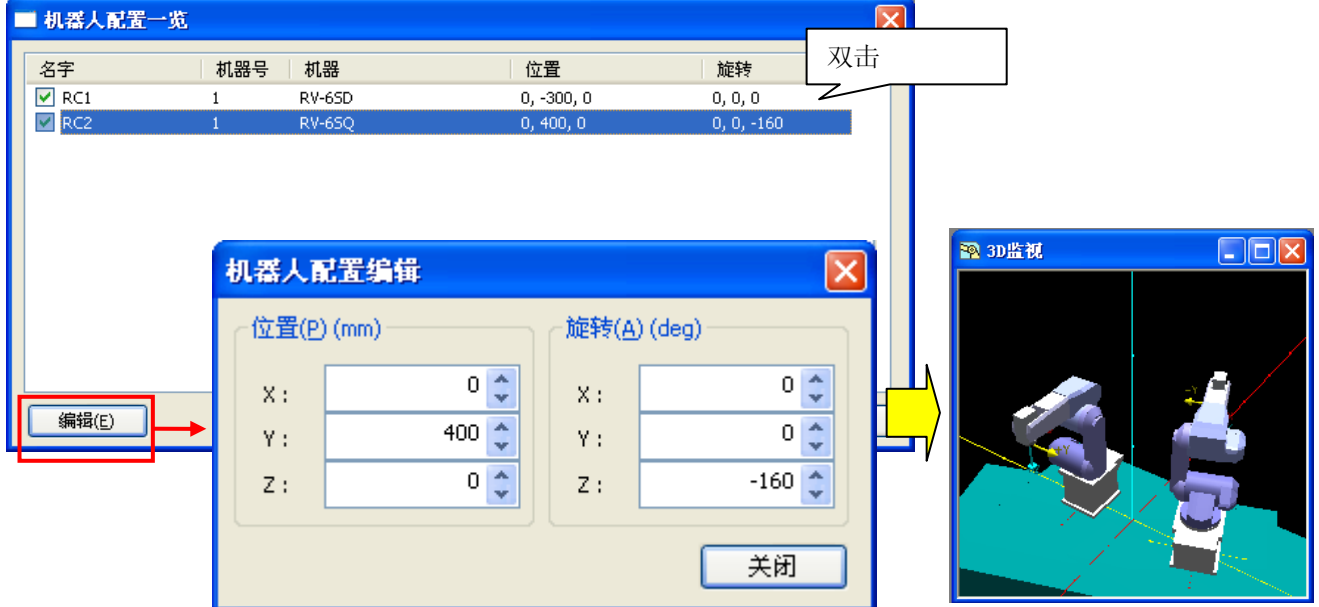 机器人配置一览
双击
名字 机器号 机器 位置 旋转
RC1 1 RV-6SD 0, -300, 0 0, 0, 0
RC2 1 RV-6SQ 0, 400, 0 0, 0, -160
编辑(E)
机器人配置编辑
位置(P) (mm) 旋转(A) (deg)
X: 0 X: 0
Y: 400 Y: 0
Z: 0 Z: -160
关闭
3D监视
-Y
+Y